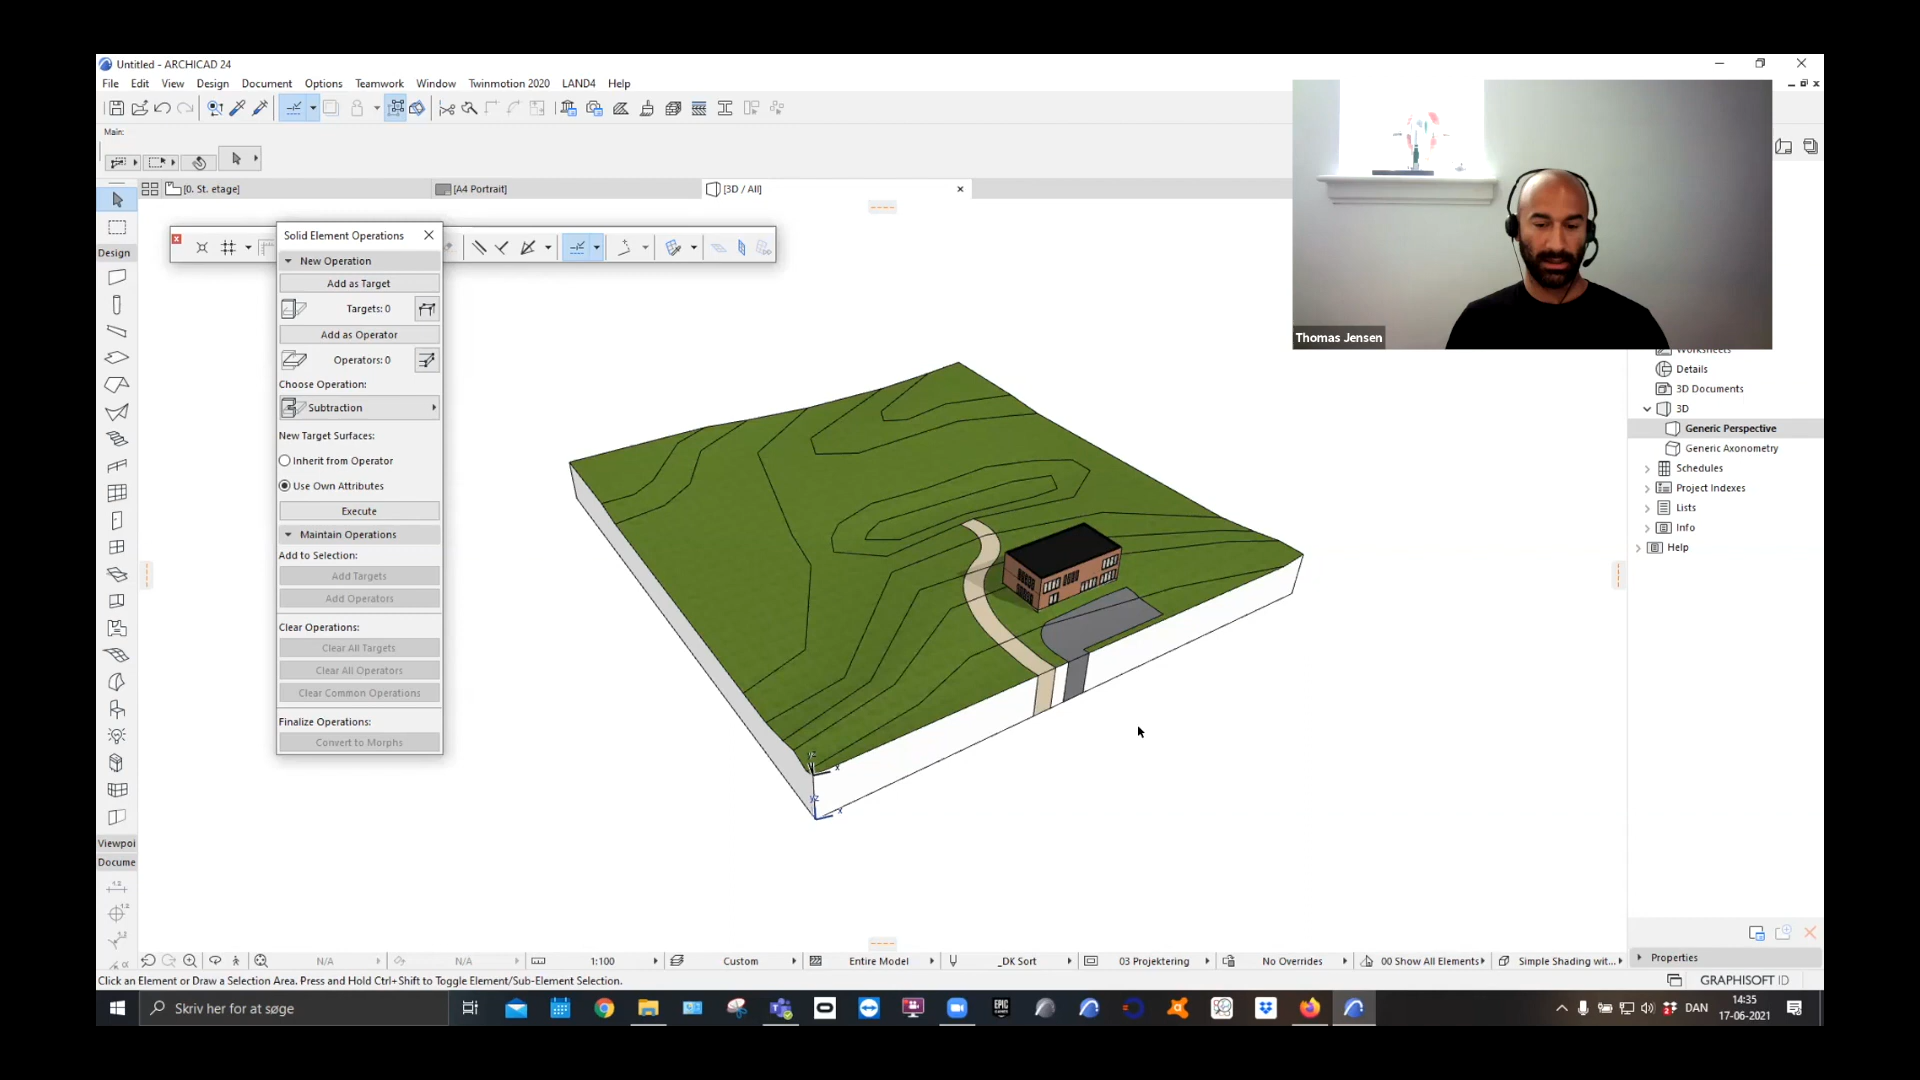 Untitled - ARCHICAD 24
File Edit View Design Document Options Teamwork Window Twinmotion 2020 LAND4 Help
Main:
[0. St. etage]
[A4 Portrait]
[3D / All]
Design
Solid Element Operations
New Operation
Add as Target
Targets: 0
Add as Operator
Operators: 0
Choose Operation:
Subtraction
New Target Surfaces:
Inherit from Operator
Use Own Attributes
Execute
Maintain Operations
Add to Selection:
Add Targets
Add Operators
Clear Operations:
Clear All Targets
Clear All Operators
Clear Common Operations
Finalize Operations:
Convert to Morphs
Viewpoi
Docume
Thomas Jensen
Worksheets
Details
3D Documents
3D
Generic Perspective
Generic Axonometry
Schedules
Project Indexes
Lists
Info
Help
Properties
N/A N/A 1:100 Custom Entire Model _DK Sort 03 Projektering No Overrides 00 Show All Elements Simple Shading wit...
Click an Element or Draw a Selection Area. Press and Hold Ctrl+Shift to Toggle Element/Sub-Element Selection.
GRAPHISOFT ID
Skriv her for at søge
DAN
14:35
17-06-2021